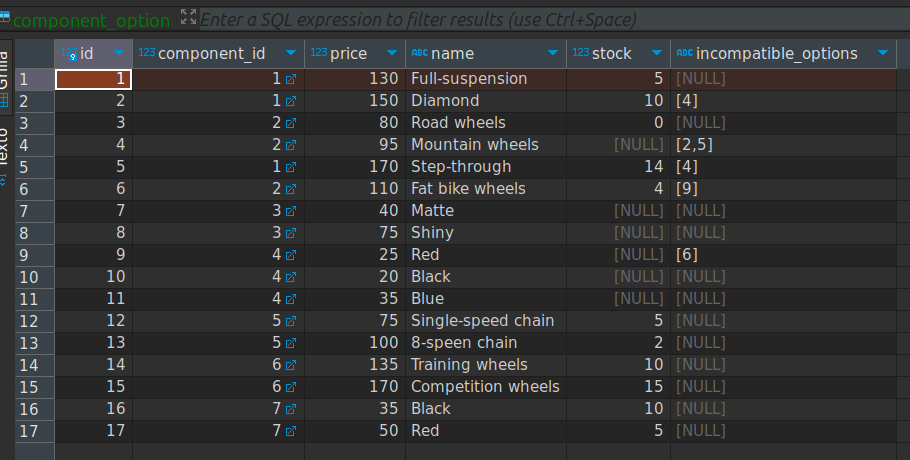 component_option Enter a SQL expression to filter results (use Ctrl+Space)
Grilla
Texto
id 123 component_id 123 price ABC name 123 stock ABC incompatible_options
1 1 1 130 Full-suspension 5 [NULL]
2 2 1 150 Diamond 10 [4]
3 3 2 80 Road wheels 0 [NULL]
4 4 2 95 Mountain wheels [NULL] [2,5]
5 5 1 170 Step-through 14 [4]
6 6 2 110 Fat bike wheels 4 [9]
7 7 3 40 Matte [NULL] [NULL]
8 8 3 75 Shiny [NULL] [NULL]
9 9 4 25 Red [NULL] [6]
10 10 4 20 Black [NULL] [NULL]
11 11 4 35 Blue [NULL] [NULL]
12 12 5 75 Single-speed chain 5 [NULL]
13 13 5 100 8-speen chain 2 [NULL]
14 14 6 135 Training wheels 10 [NULL]
15 15 6 170 Competition wheels 15 [NULL]
16 16 7 35 Black 10 [NULL]
17 17 7 50 Red 5 [NULL]